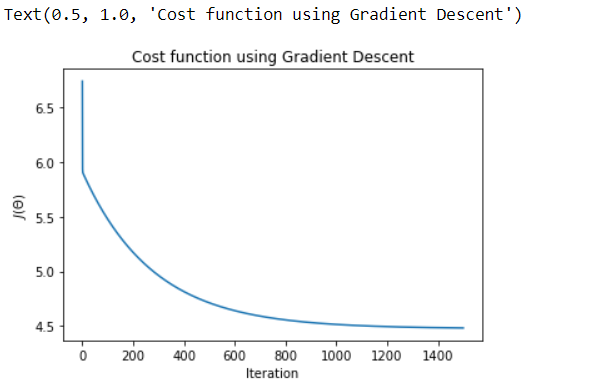 Text(0.5, 1.0, 'Cost function using Gradient Descent')
Cost function using Gradient Descent
6.5
6.0
5.5
5.0
4.5
J(Θ)
0 200 400 600 800 1000 1200 1400
Iteration